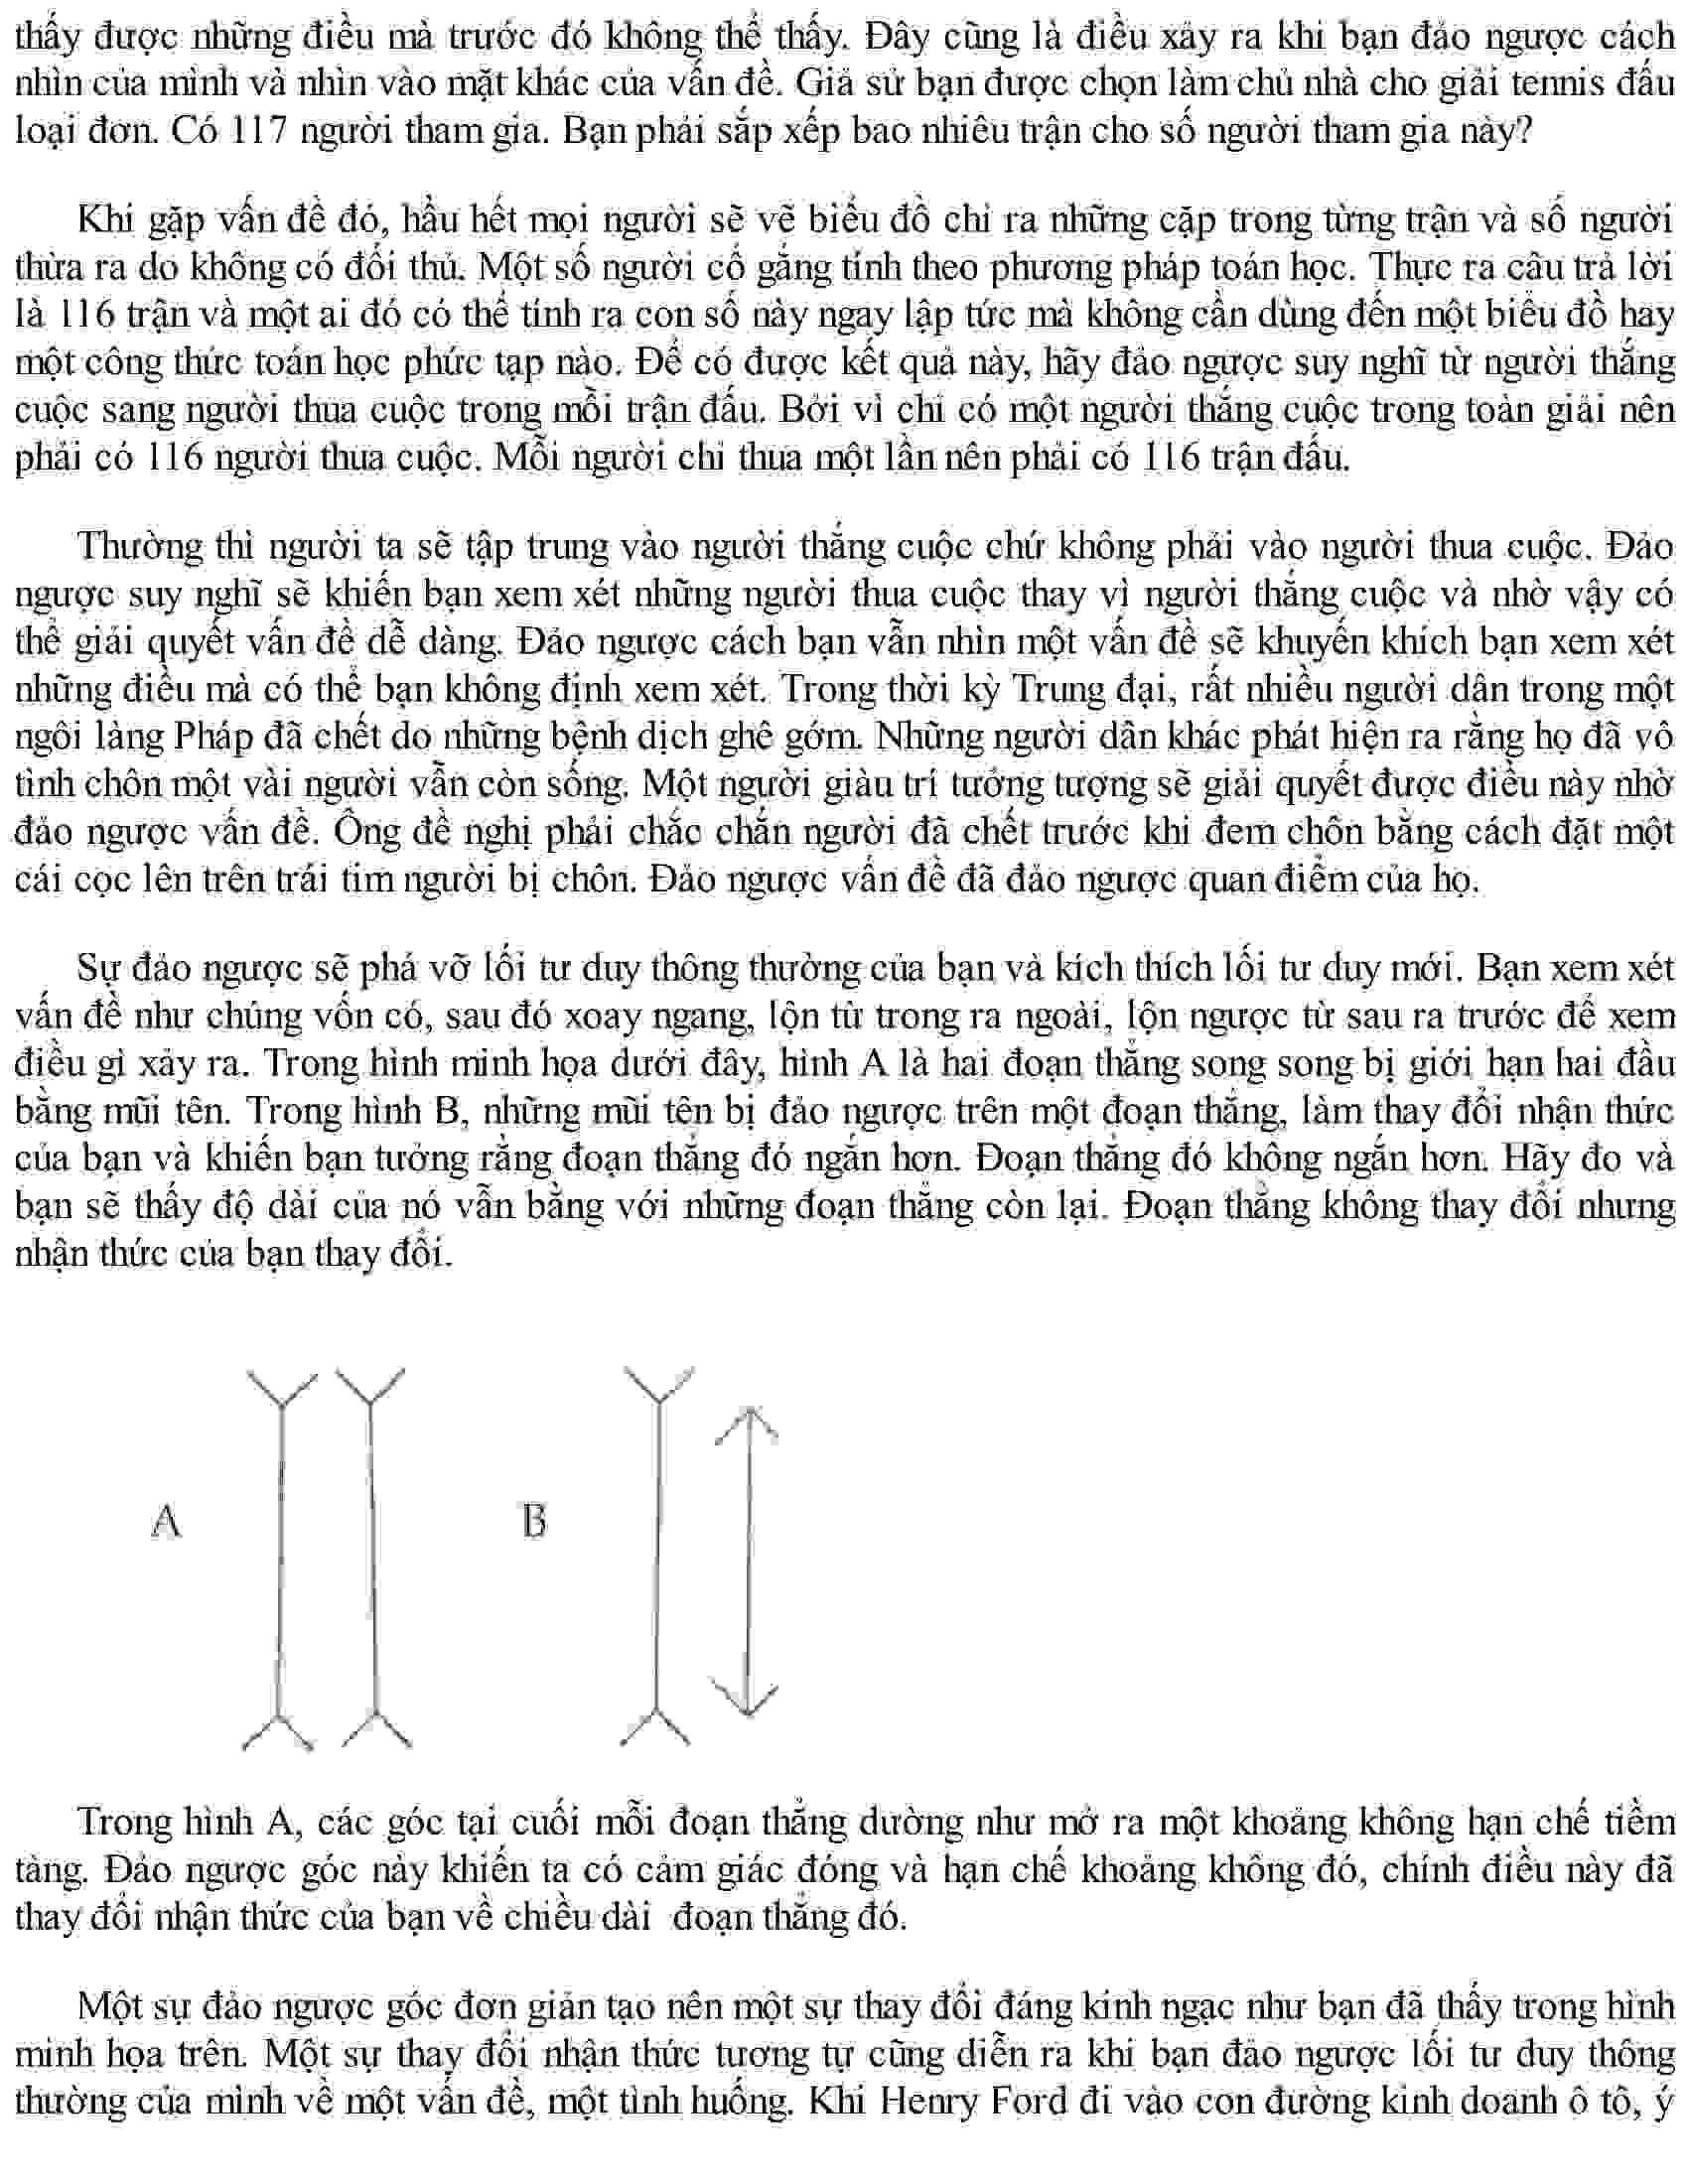 thấy được những điều mà trước đó không thể thấy. Đây cũng là điều xảy ra khi bạn đảo ngược cách
nhìn của mình và nhìn vào mặt khác của vấn đề. Giả sử bạn được chọn làm chủ nhà cho giải tennis đấu
loại đơn. Có 117 người tham gia. Bạn phải sắp xếp bao nhiêu trận cho số người tham gia này?
Khi gặp vấn đề đó, hầu hết mọi người sẽ vẽ biểu đồ chỉ ra những cặp trong từng trận và số người
thừa ra do không có đối thủ. Một số người cố gắng tính theo phương pháp toán học. Thực ra câu trả lời
là 116 trận và một ai đó có thể tính ra con số này ngay lập tức mà không cần dùng đến một biểu đồ hay
một công thức toán học phức tạp nào. Để có được kết quả này, hãy đảo ngược suy nghĩ từ người thắng
cuộc sang người thua cuộc trong mỗi trận đấu. Bởi vì chỉ có một người thắng cuộc trong toàn giải nên
phải có 116 người thua cuộc. Mỗi người chỉ thua một lần nên phải có 116 trận đấu.
Thường thì người ta sẽ tập trung vào người thắng cuộc chứ không phải vào người thua cuộc. Đảo
ngược suy nghĩ sẽ khiến bạn xem xét những người thua cuộc thay vì người thắng cuộc và nhờ vậy có
thể giải quyết vấn đề dễ dàng. Đảo ngược cách bạn vẫn nhìn một vấn đề sẽ khuyến khích bạn xem xét
những điều mà có thể bạn không định xem xét. Trong thời kỳ Trung đại, rất nhiều người dân trong một
ngôi làng Pháp đã chết do những bệnh dịch ghê gớm. Những người dân khác phát hiện ra rằng họ đã vô
tình chôn một vài người vẫn còn sống. Một người giàu trí tưởng tượng sẽ giải quyết được điều này nhờ
đảo ngược vấn đề. Ông đề nghị phải chắc chắn người đã chết trước khi đem chôn bằng cách đặt một
cái cọc lên trên trái tim người bị chôn. Đảo ngược vấn đề đã đảo ngược quan điểm của họ.
Sự đảo ngược sẽ phá vỡ lối tư duy thông thường của bạn và kích thích lối tư duy mới. Bạn xem xét
vấn đề như chúng vốn có, sau đó xoay ngang, lộn từ trong ra ngoài, lộn ngược từ sau ra trước để xem
điều gì xảy ra. Trong hình minh họa dưới đây, hình A là hai đoạn thẳng song song bị giới hạn hai đầu
bằng mũi tên. Trong hình B, những mũi tên bị đảo ngược trên một đoạn thẳng, làm thay đổi nhận thức
của bạn và khiến bạn tưởng rằng đoạn thẳng đó ngắn hơn. Đoạn thẳng đó không ngắn hơn. Hãy đo và
bạn sẽ thấy độ dài của nó vẫn bằng với những đoạn thẳng còn lại. Đoạn thẳng không thay đổi nhưng
nhận thức của bạn thay đổi.
A B
Trong hình A, các góc tại cuối mỗi đoạn thẳng dường như mở ra một khoảng không hạn chế tiềm
tàng. Đảo ngược góc này khiến ta có cảm giác đóng và hạn chế khoảng không đó, chính điều này đã
thay đổi nhận thức của bạn về chiều dài đoạn thẳng đó.
Một sự đảo ngược góc đơn giản tạo nên một sự thay đổi đáng kinh ngạc như bạn đã thấy trong hình
minh họa trên. Một sự thay đổi nhận thức tương tự cũng diễn ra khi bạn đảo ngược lối tư duy thông
thường của mình về một vấn đề, một tình huống. Khi Henry Ford đi vào con đường kinh doanh ô tô, ý